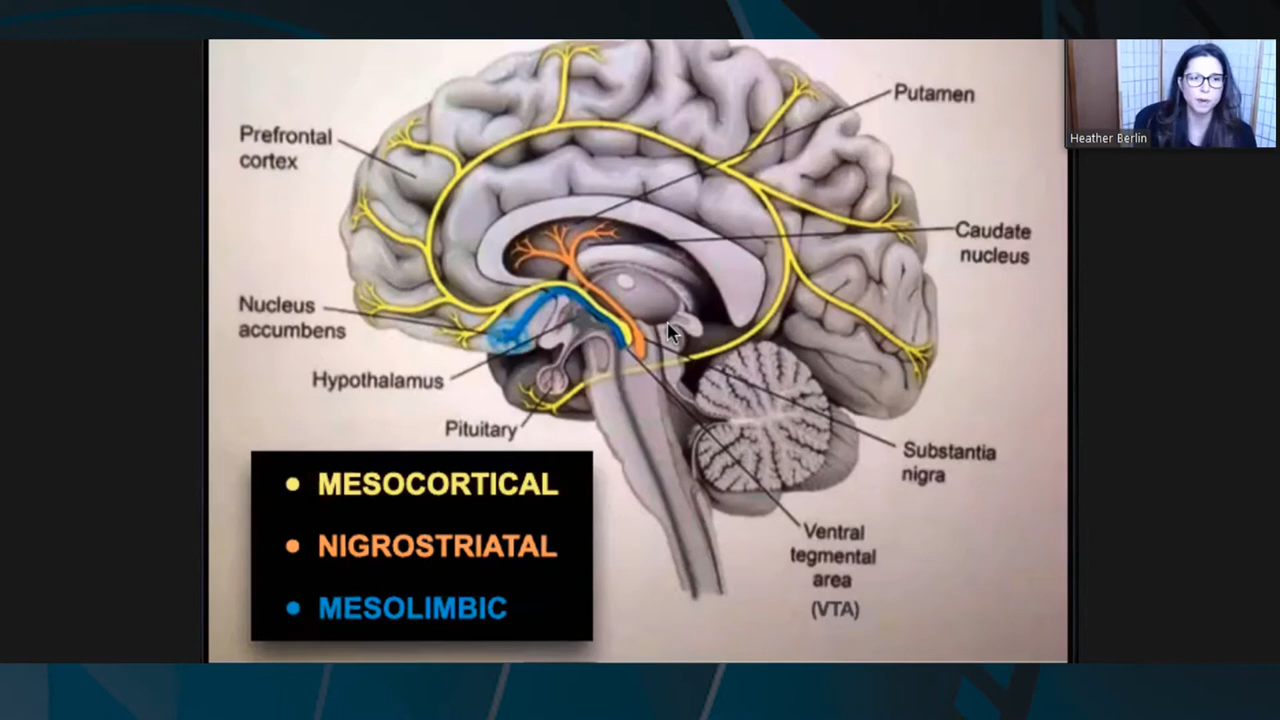 Putamen
Heather Berlin
Prefrontal
cortex
Caudate
nucleus
Nucleus
accumbens
Hypothalamus
Pituitary
Substantia
nigra
• MESOCORTICAL
• NIGROSTRIATAL
• MESOLIMBIC
Ventral
tegmental
area
(VTA)